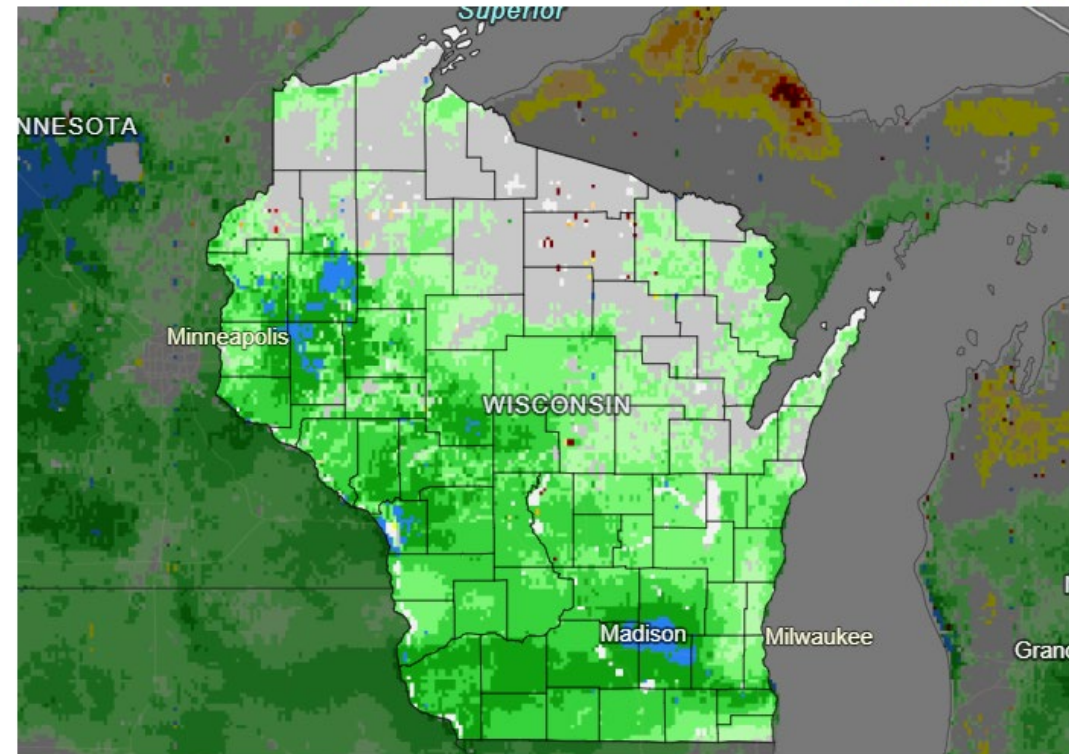 Superior
NNESOTA
Minneapolis
WISCONSIN
Madison
Milwaukee
Grand